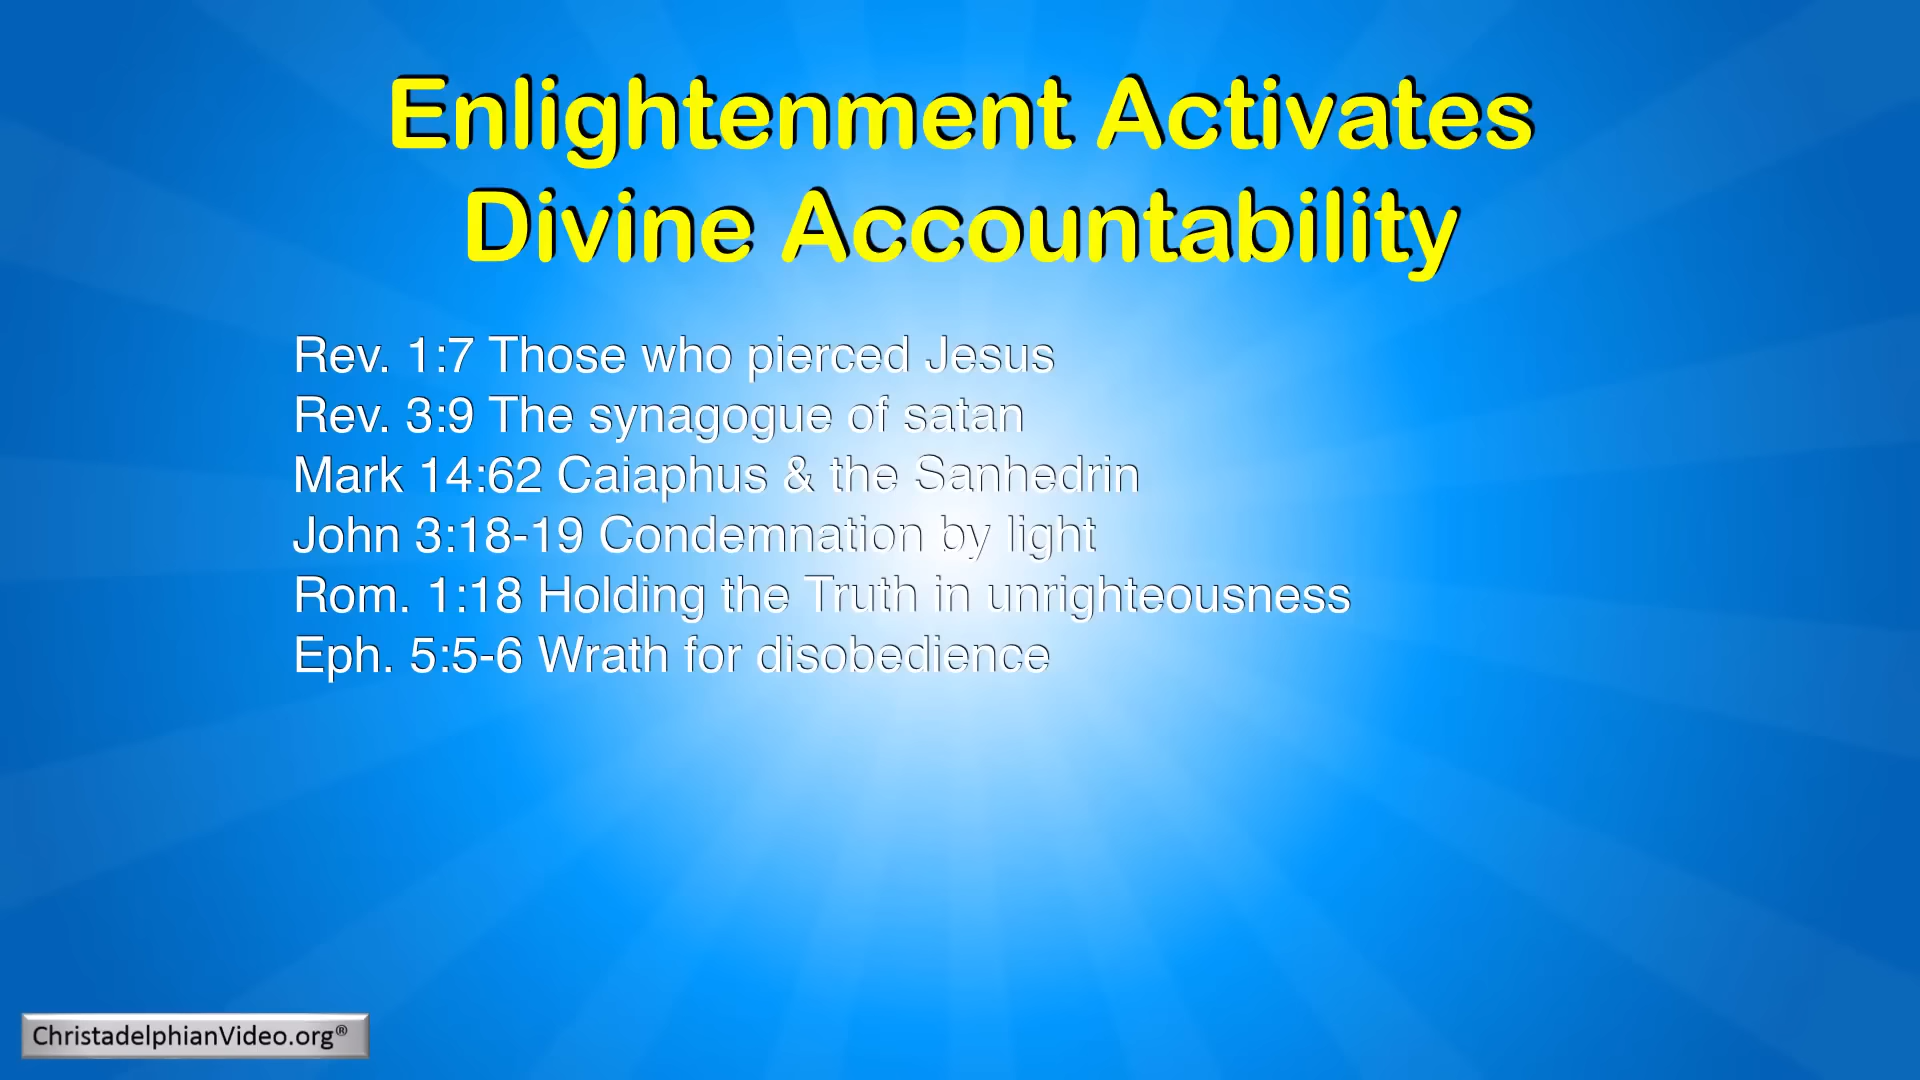 Enlightenment Activates
Divine Accountability
Rev. 1:7 Those who pierced Jesus
Rev. 3:9 The synagogue of satan
Mark 14:62 Caiaphus & the Sanhedrin
John 3:18-19 Condemnation by light
Rom. 1:18 Holding the Truth in unrighteousness
Eph. 5:5-6 Wrath for disobedience
ChristadelphianVideo.org®